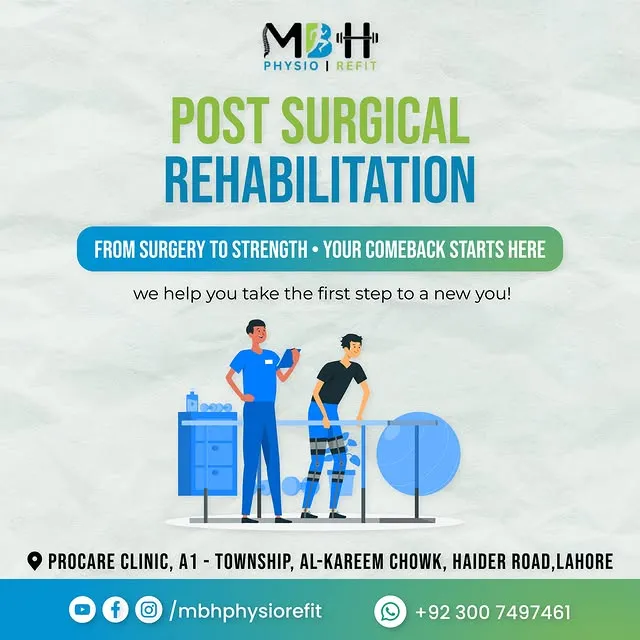 MBH
PHYSIO | REFIT
POST SURGICAL
REHABILITATION
FROM SURGERY TO STRENGTH • YOUR COMEBACK STARTS HERE
we help you take the first step to a new you!
PROCARE CLINIC, A1 - TOWNSHIP, AL-KAREEM CHOWK, HAIDER ROAD,LAHORE
/mbhphysiorefit
+92 300 7497461